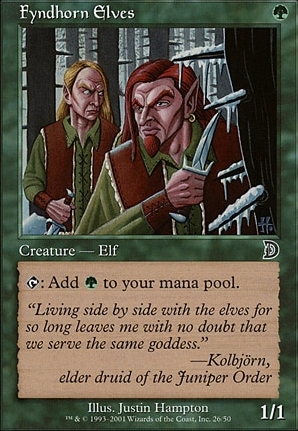 Fyndhorn Elves
Creature — Elf
: Add to your mana pool.
“Living side by side with the elves for
so long leaves me with no doubt that
we serve the same goddess.”
—Kolbjörn,
elder druid of the Juniper Order
Illus. Justin Hampton
1/1
™ & © 1993–2001 Wizards of the Coast, Inc. 26/50